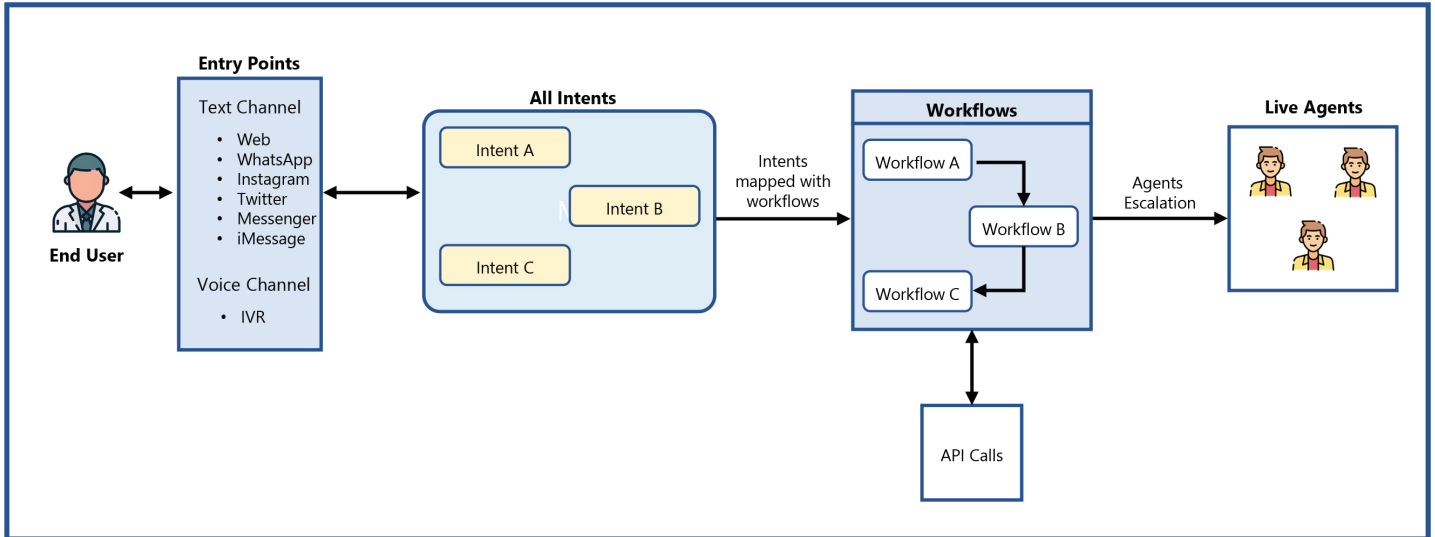 End User
Entry Points
Text Channel
• Web
• WhatsApp
• Instagram
• Twitter
• Messenger
• iMessage
Voice Channel
• IVR
All Intents
Intent A
Intent B
Intent C
Intents
mapped with
workflows
Workflows
Workflow A
Workflow B
Workflow C
API Calls
Agents
Escalation
Live Agents